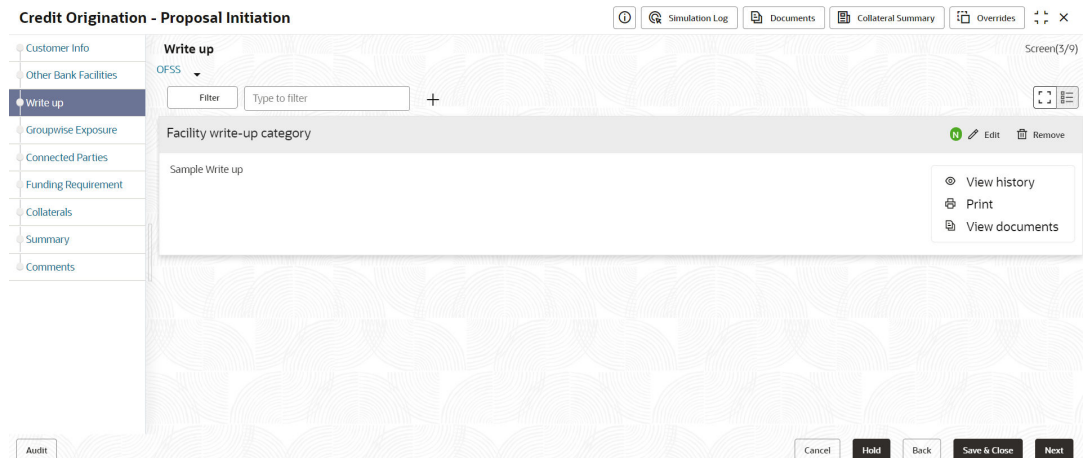 Credit Origination - Proposal Initiation
Simulation Log
Documents
Collateral Summary
Overrides
Customer Info
Other Bank Facilities
Write up
Groupwise Exposure
Connected Parties
Funding Requirement
Collaterals
Summary
Comments
Write up
Screen(3/9)
OFSS
Filter
Type to filter
Facility write-up category
N
Edit
Remove
Sample Write up
View history
Print
View documents
Audit
Cancel
Hold
Back
Save & Close
Next